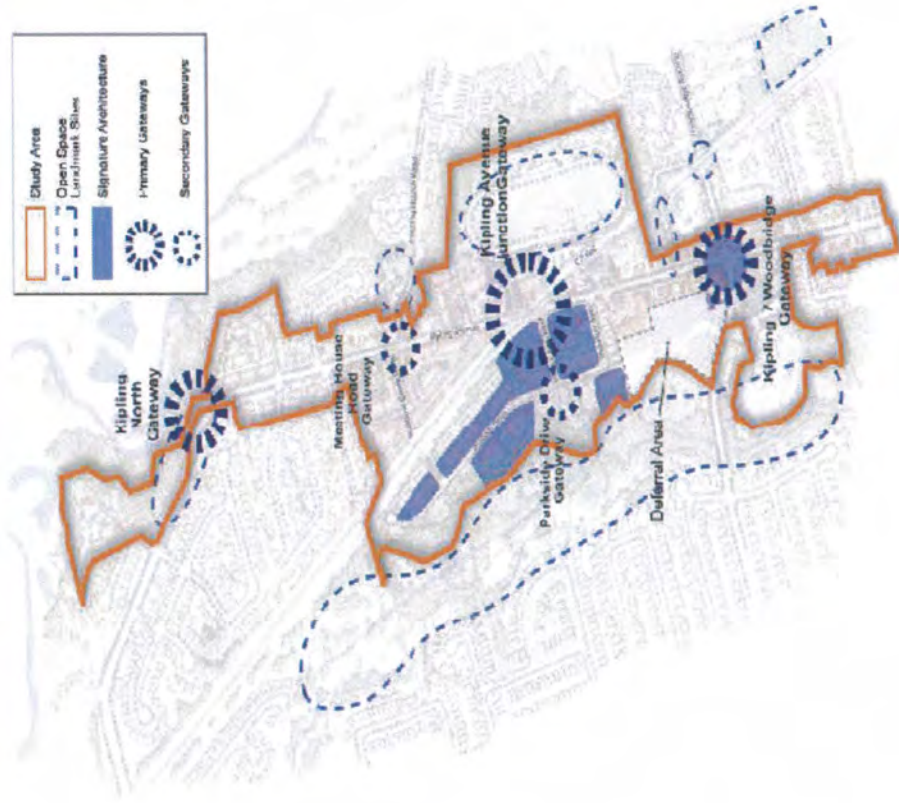 Study Area
Open Space
Landmark Sites
Signature Architecture
Primary Gateways
Secondary Gateways
Kipling
North
Gateway
Meeting House
Road
Gateway
Kipling Avenue
Junction Gateway
Parkside Drive
Gateway
Deferral Area
Kipling / Woodbridge
Gateway